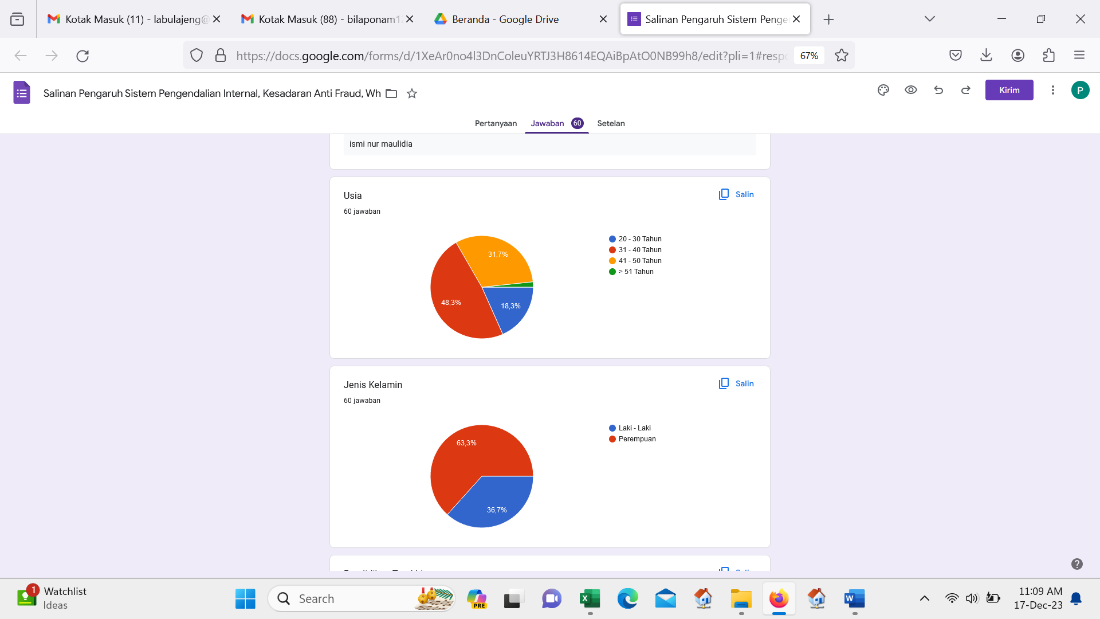 Kotak Masuk (11) - labulajeng@
Kotak Masuk (88) - bilaponam1
Beranda - Google Drive
Salinan Pengaruh Sistem Penge
https://docs.google.com/forms/d/1XeAr0no4l3DnColeuYRTJ3H8614EQAiBpAtO0NB99h8/edit?pli=1#resp
67%
Salinan Pengaruh Sistem Pengendalian Internal, Kesadaran Anti Fraud, Wh
Kirim
P
Pertanyaan
Jawaban 60
Setelan
ismi nur maulidia
Usia
Salin
60 jawaban
31,7%
48,3%
18,3%
20 - 30 Tahun
31 - 40 Tahun
41 - 50 Tahun
> 51 Tahun
Jenis Kelamin
Salin
60 jawaban
63,3%
36,7%
Laki - Laki
Perempuan
1
Watchlist
Ideas
Search
PRE
11:09 AM
17-Dec-23